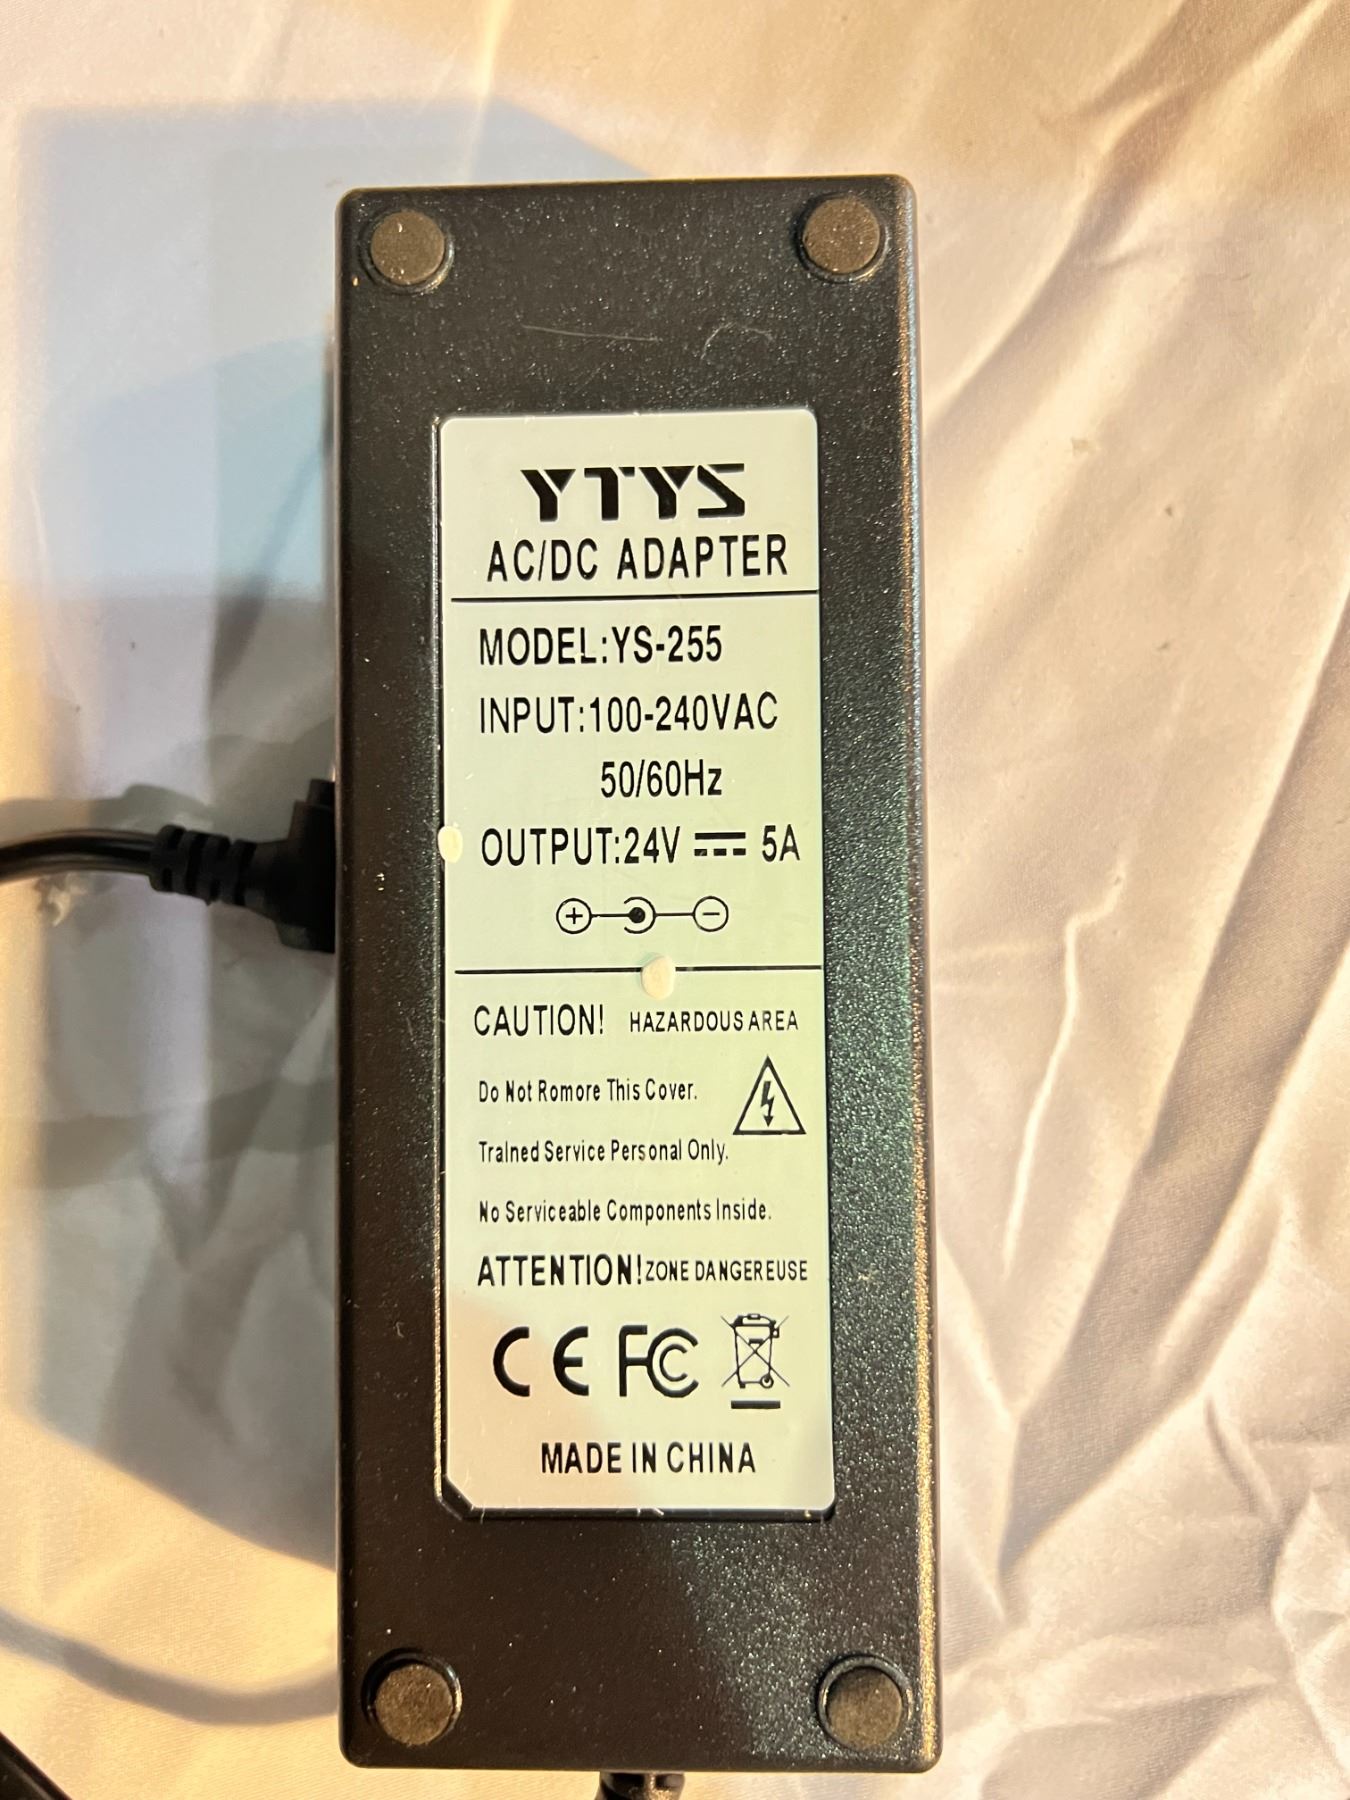 YTYS
AC/DC ADAPTER
MODEL:YS-255
INPUT:100-240VAC
50/60Hz
OUTPUT:24V ⎓ 5A
CAUTION! HAZARDOUS AREA
Do Not Romore This Cover.
Tralned Service Personal Only.
No Serviceable Components Inside.
ATTENTION! ZONE DANGEREUSE
CE FC
MADE IN CHINA